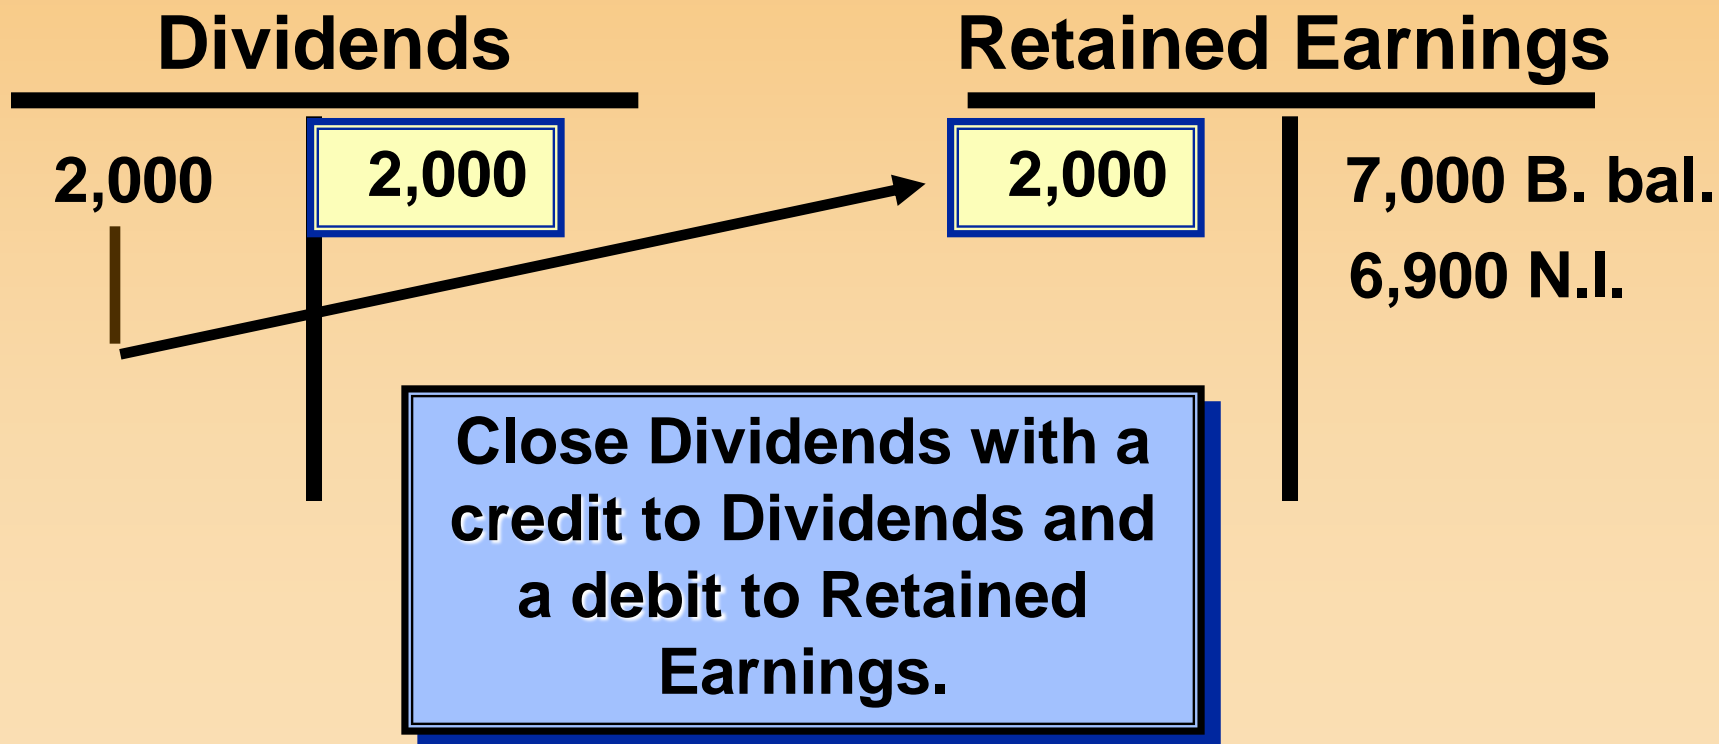 Dividends
Retained Earnings
2,000 2,000
2,000 7,000 B. bal.
6,900 N.I.
Close Dividends with a
credit to Dividends and
a debit to Retained
Earnings.